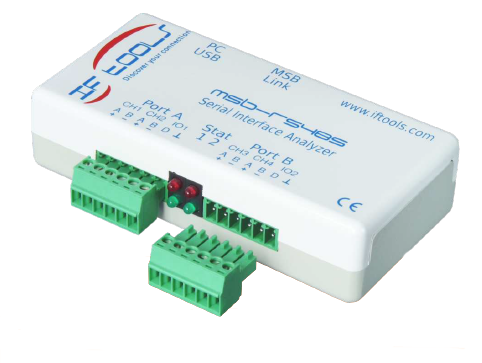 IF TOOLS
Discover your connection
PC
USB
MSB
Link
www.iftools.com
MSB-RS485
Serial Interface Analyzer
Port A
CH1 CH2 IO1
A B A B D ⊥
Stat
1 2
Port B
CH3 CH4 IO2
A B A B D ⊥
CE